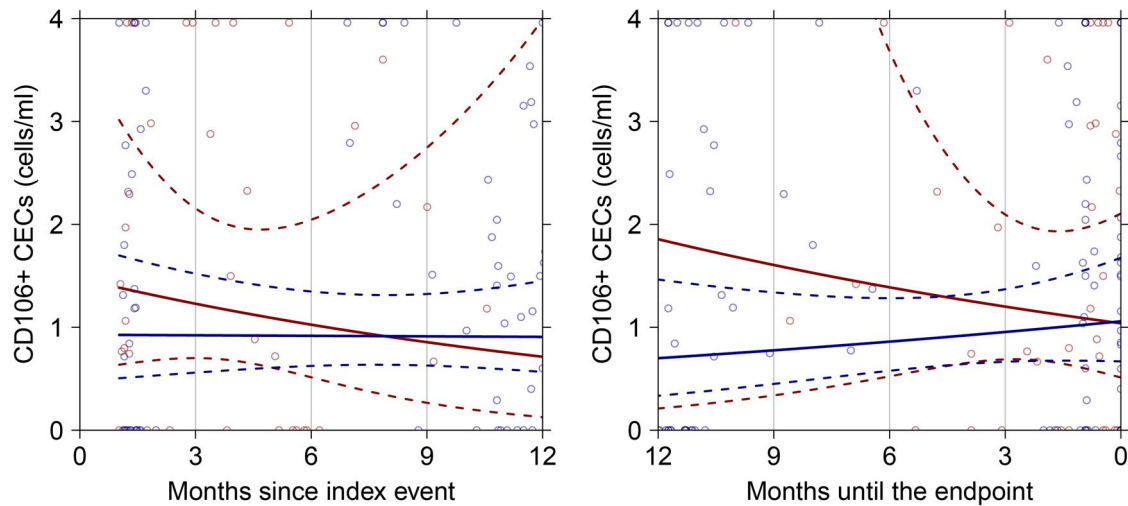 CD106+ CECs (cells/ml)
4
3
2
1
0
0 3 6 9 12
Months since index event
CD106+ CECs (cells/ml)
4
3
2
1
0
12 9 6 3 0
Months until the endpoint